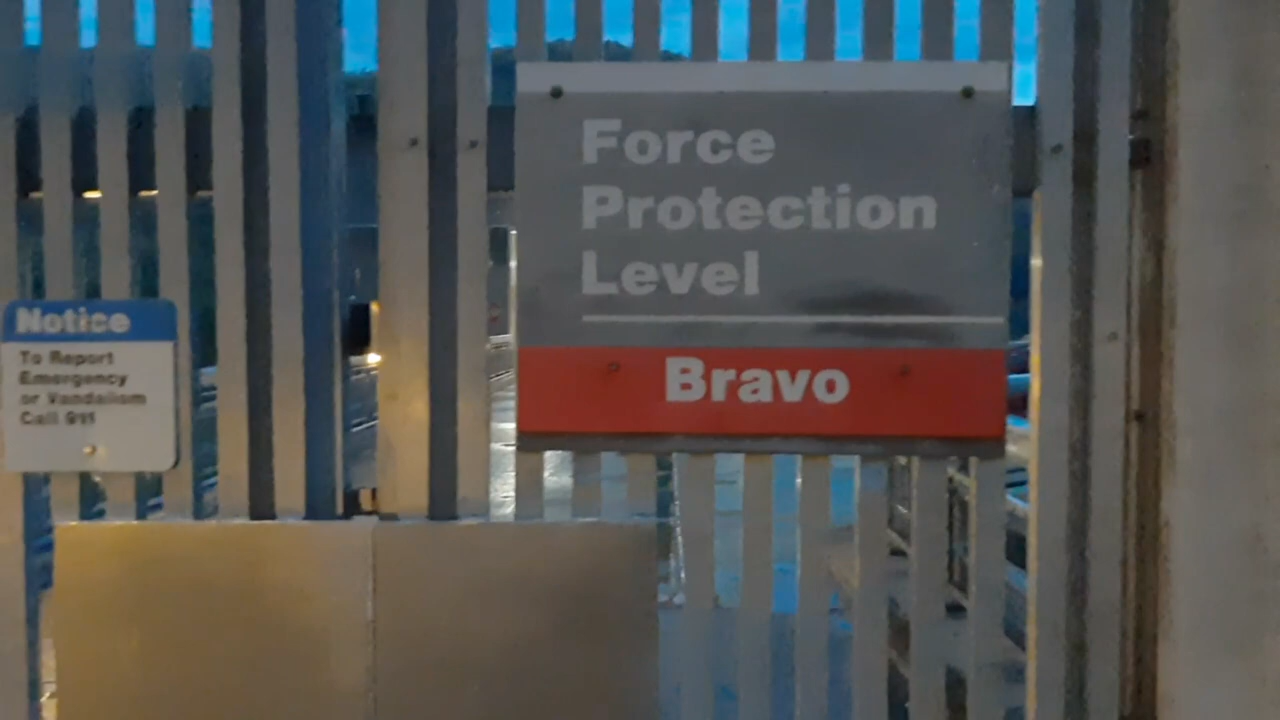 Force
Protection
Level
Bravo
Notice
To Report
Emergency
or Vandalism
Call 911